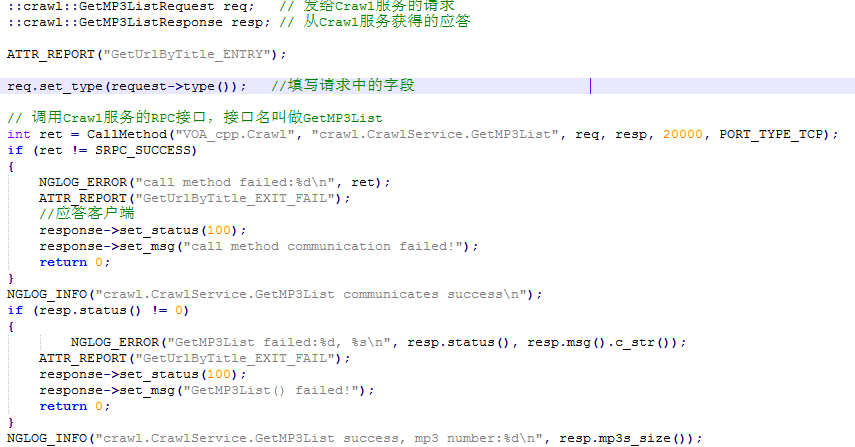 ::crawl::GetMP3ListRequest req;   // 发给Crawl服务的请求
::crawl::GetMP3ListResponse resp; // 从Crawl服务获得的应答
ATTR_REPORT("GetUrlByTitle_ENTRY");
req.set_type(request->type());   //填写请求中的字段
// 调用Crawl服务的RPC接口，接口名叫做GetMP3List
int ret = CallMethod("VOA_cpp.Crawl", "crawl.CrawlService.GetMP3List", req, resp, 20000, PORT_TYPE_TCP);
if (ret != SRPC_SUCCESS)
{
    NGLOG_ERROR("call method failed:%d\n", ret);
    ATTR_REPORT("GetUrlByTitle_EXIT_FAIL");
    //应答客户端
    response->set_status(100);
    response->set_msg("call method communication failed!");
    return 0;
}
NGLOG_INFO("crawl.CrawlService.GetMP3List communicates success\n");
if (resp.status() != 0)
{
        NGLOG_ERROR("GetMP3List failed:%d, %s\n", resp.status(), resp.msg().c_str());
    ATTR_REPORT("GetUrlByTitle_EXIT_FAIL");
    response->set_status(100);
    response->set_msg("GetMP3List() failed!");
    return 0;
}
NGLOG_INFO("crawl.CrawlService.GetMP3List success, mp3 number:%d\n", resp.mp3s_size());